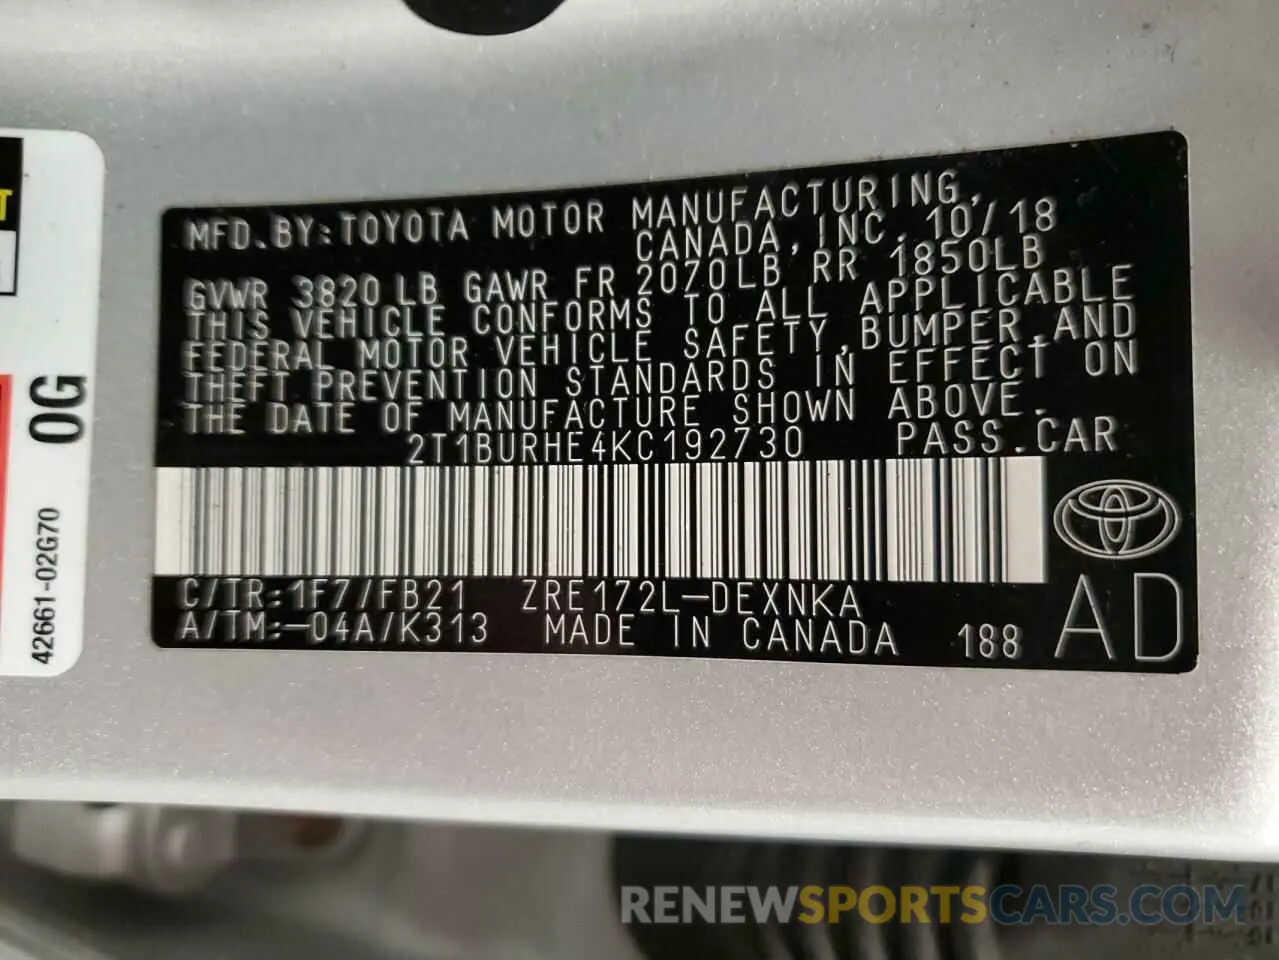 MFD.BY:TOYOTA MOTOR MANUFACTURING,
CANADA, INC. 10/18
GVWR 3820 LB GAWR FR 2070LB RR 1850LB
THIS VEHICLE CONFORMS TO ALL APPLICABLE
FEDERAL MOTOR VEHICLE SAFETY,BUMPER,AND
THEFT PREVENTION STANDARDS IN EFFECT ON
THE DATE OF MANUFACTURE SHOWN ABOVE.
2T1BURHE4KC192730 PASS.CAR
C/TR:1F7/FB21 ZRE172L-DEXNKA
A/TM:-04A/K313 MADE IN CANADA 188
AD
0G
42661-02G70
RENEWSPORTSCARS.COM